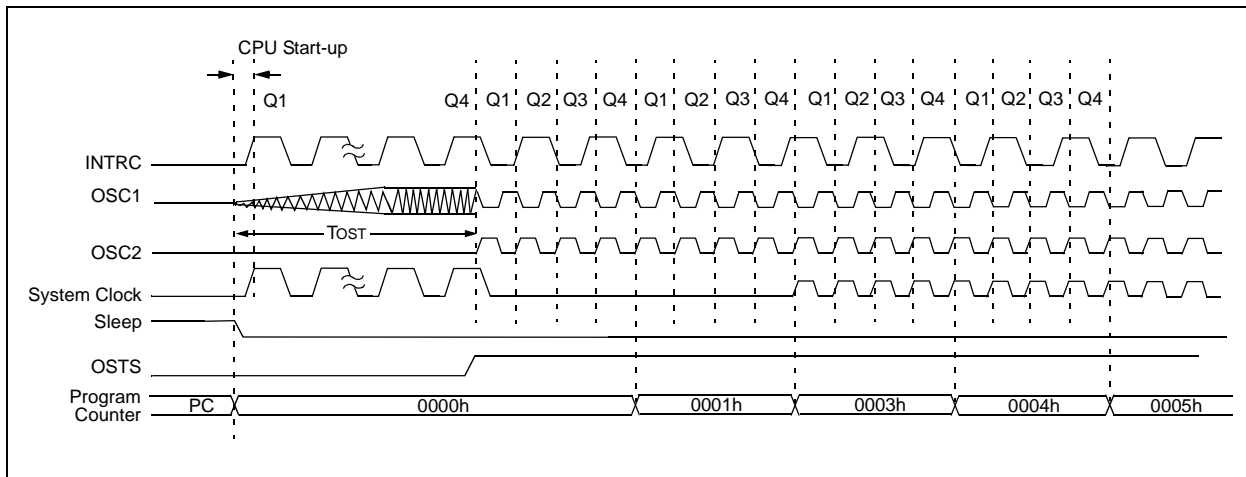 CPU Start-up
Q1 Q4 Q1 Q2 Q3 Q4 Q1 Q2 Q3 Q4 Q1 Q2 Q3 Q4 Q1 Q2 Q3 Q4
INTRC
OSC1
TOST
OSC2
System Clock
Sleep
OSTS
Program
Counter
PC 0000h 0001h 0003h 0004h 0005h